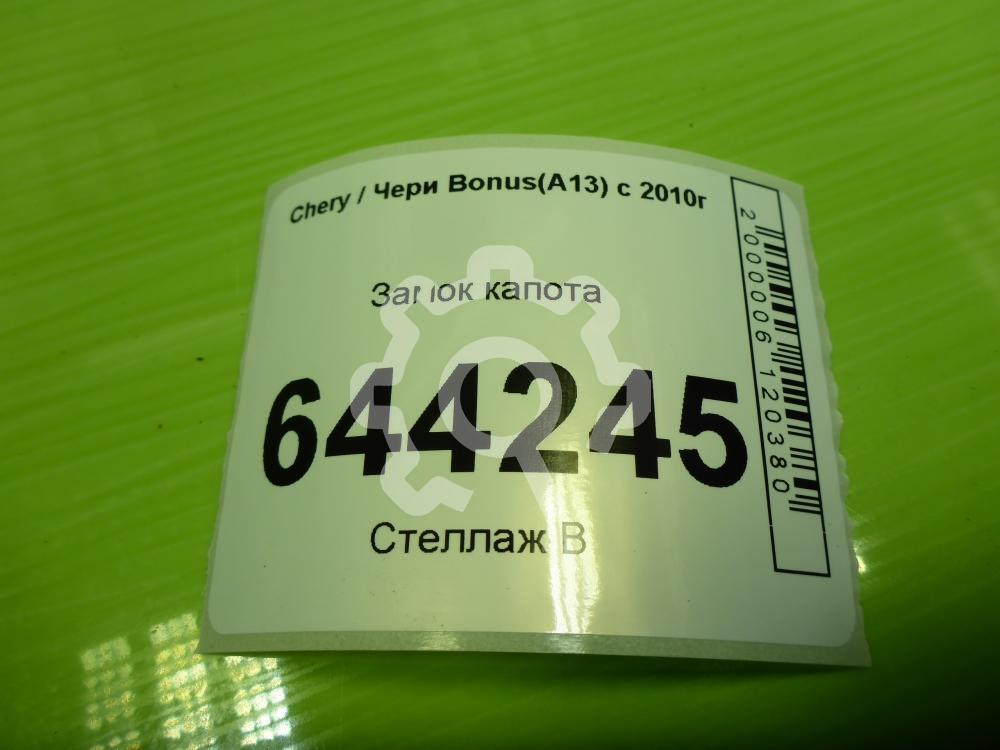 Chery / Чери Bonus(A13) с 2010г
Замок капота
644245
Стеллаж В
2000006120380